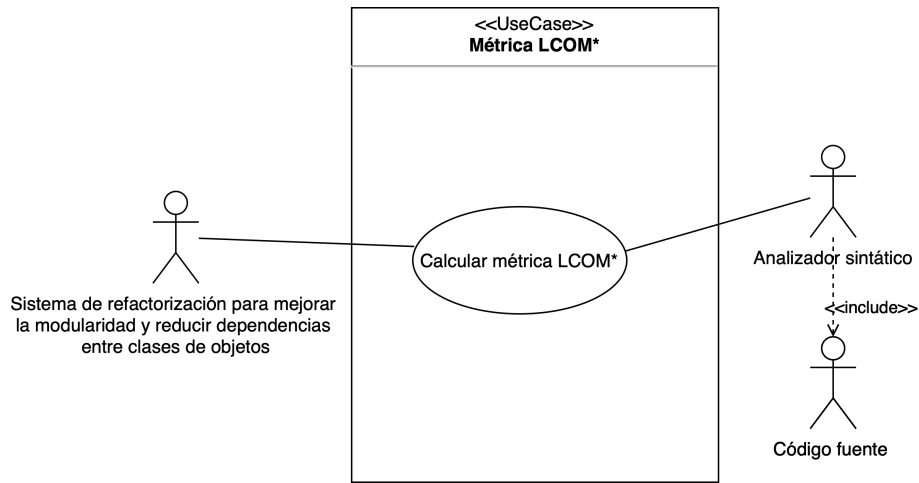 <<UseCase>>
Métrica LCOM*
Calcular métrica LCOM*
Sistema de refactorización para mejorar
la modularidad y reducir dependencias
entre clases de objetos
Analizador sintático
<<include>>
Código fuente